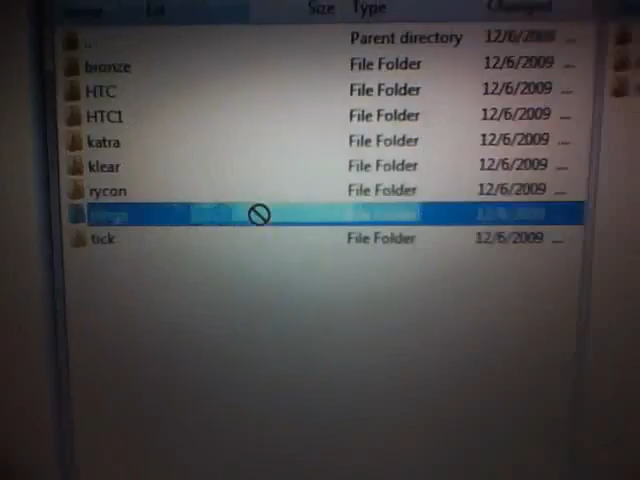 Size Type Changed
.. Parent directory 12/6/2009 ...
bronze File Folder 12/6/2009 ...
HTC File Folder 12/6/2009 ...
HTC1 File Folder 12/6/2009 ...
katra File Folder 12/6/2009 ...
klear File Folder 12/6/2009 ...
rycon File Folder 12/6/2009 ...
tick File Folder 12/6/2009 ...